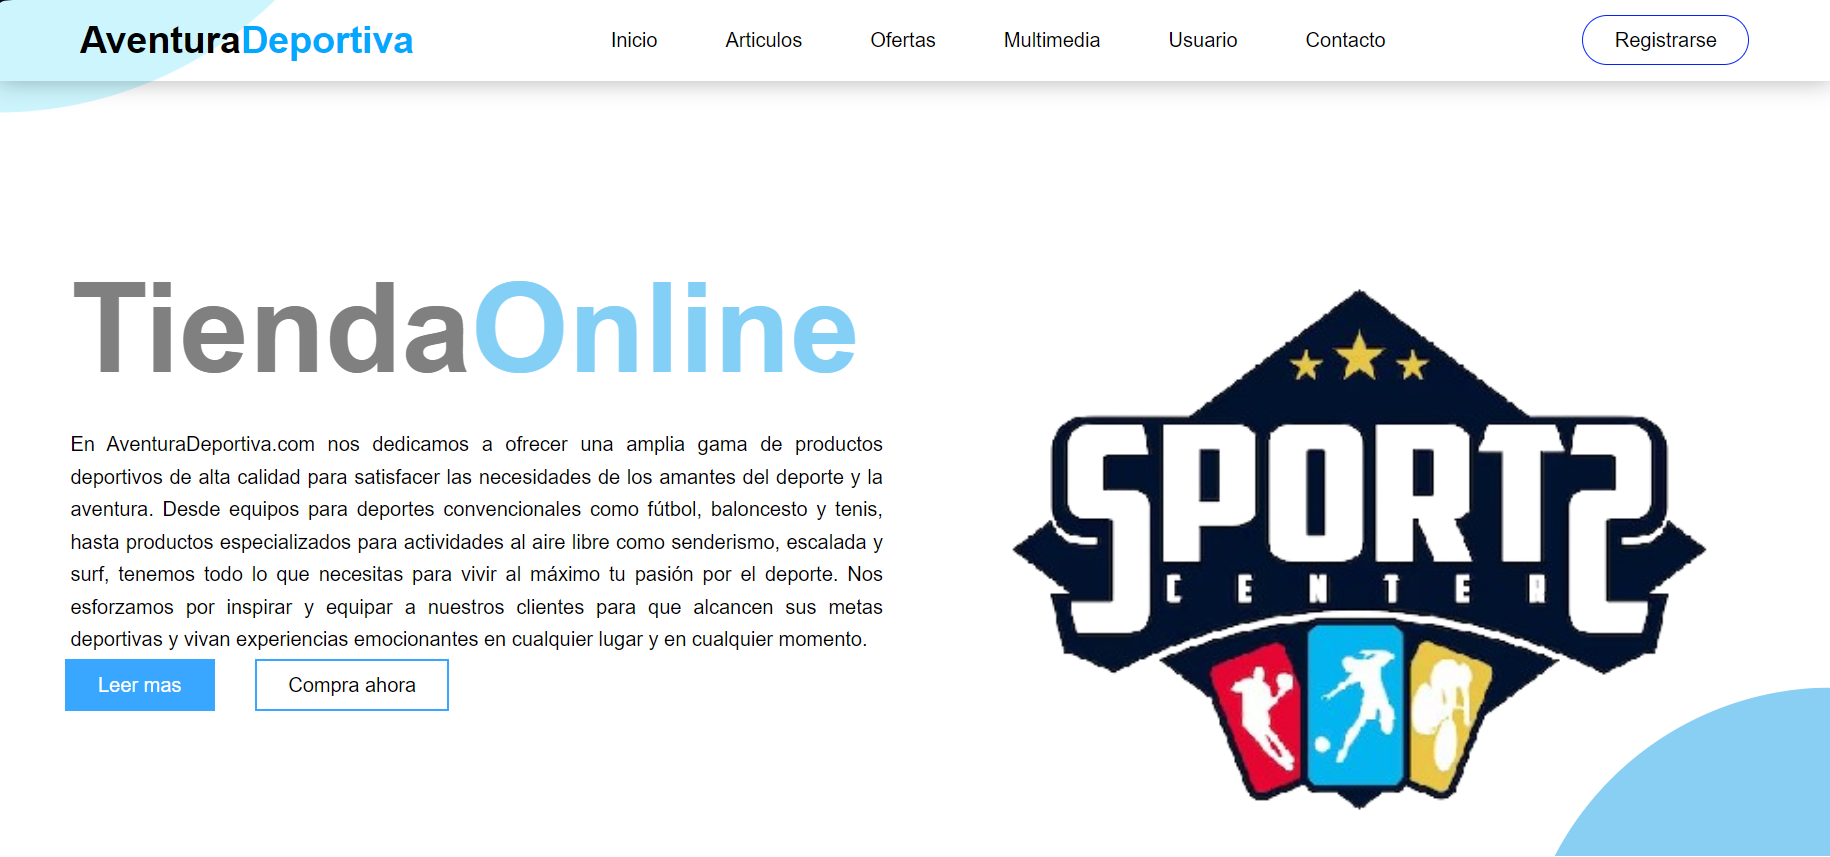 AventuraDeportiva
Inicio Articulos Ofertas Multimedia Usuario Contacto
Registrarse
TiendaOnline
En AventuraDeportiva.com nos dedicamos a ofrecer una amplia gama de productos
deportivos de alta calidad para satisfacer las necesidades de los amantes del deporte y la
aventura. Desde equipos para deportes convencionales como fútbol, baloncesto y tenis,
hasta productos especializados para actividades al aire libre como senderismo, escalada y
surf, tenemos todo lo que necesitas para vivir al máximo tu pasión por el deporte. Nos
esforzamos por inspirar y equipar a nuestros clientes para que alcancen sus metas
deportivas y vivan experiencias emocionantes en cualquier lugar y en cualquier momento.
Leer mas
Compra ahora
SPORTS
CENTER